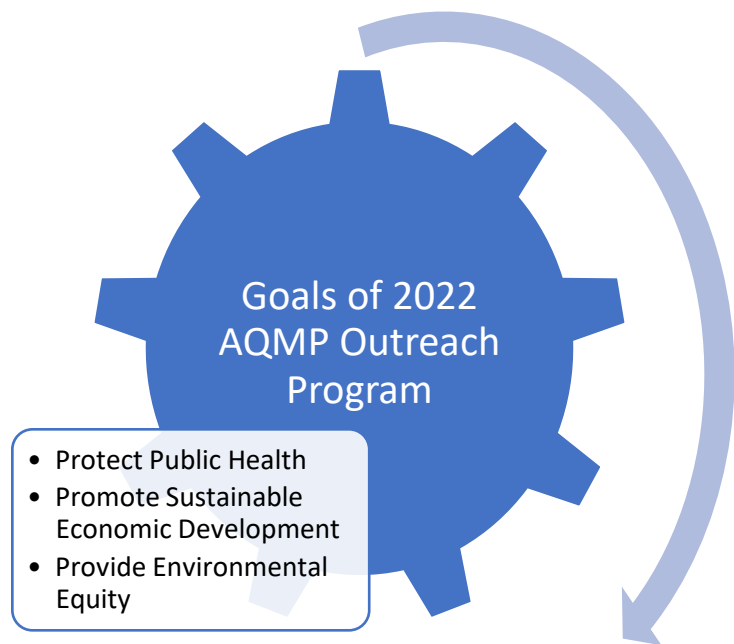 Goals of 2022
AQMP Outreach
Program
• Protect Public Health
• Promote Sustainable
Economic Development
• Provide Environmental
Equity